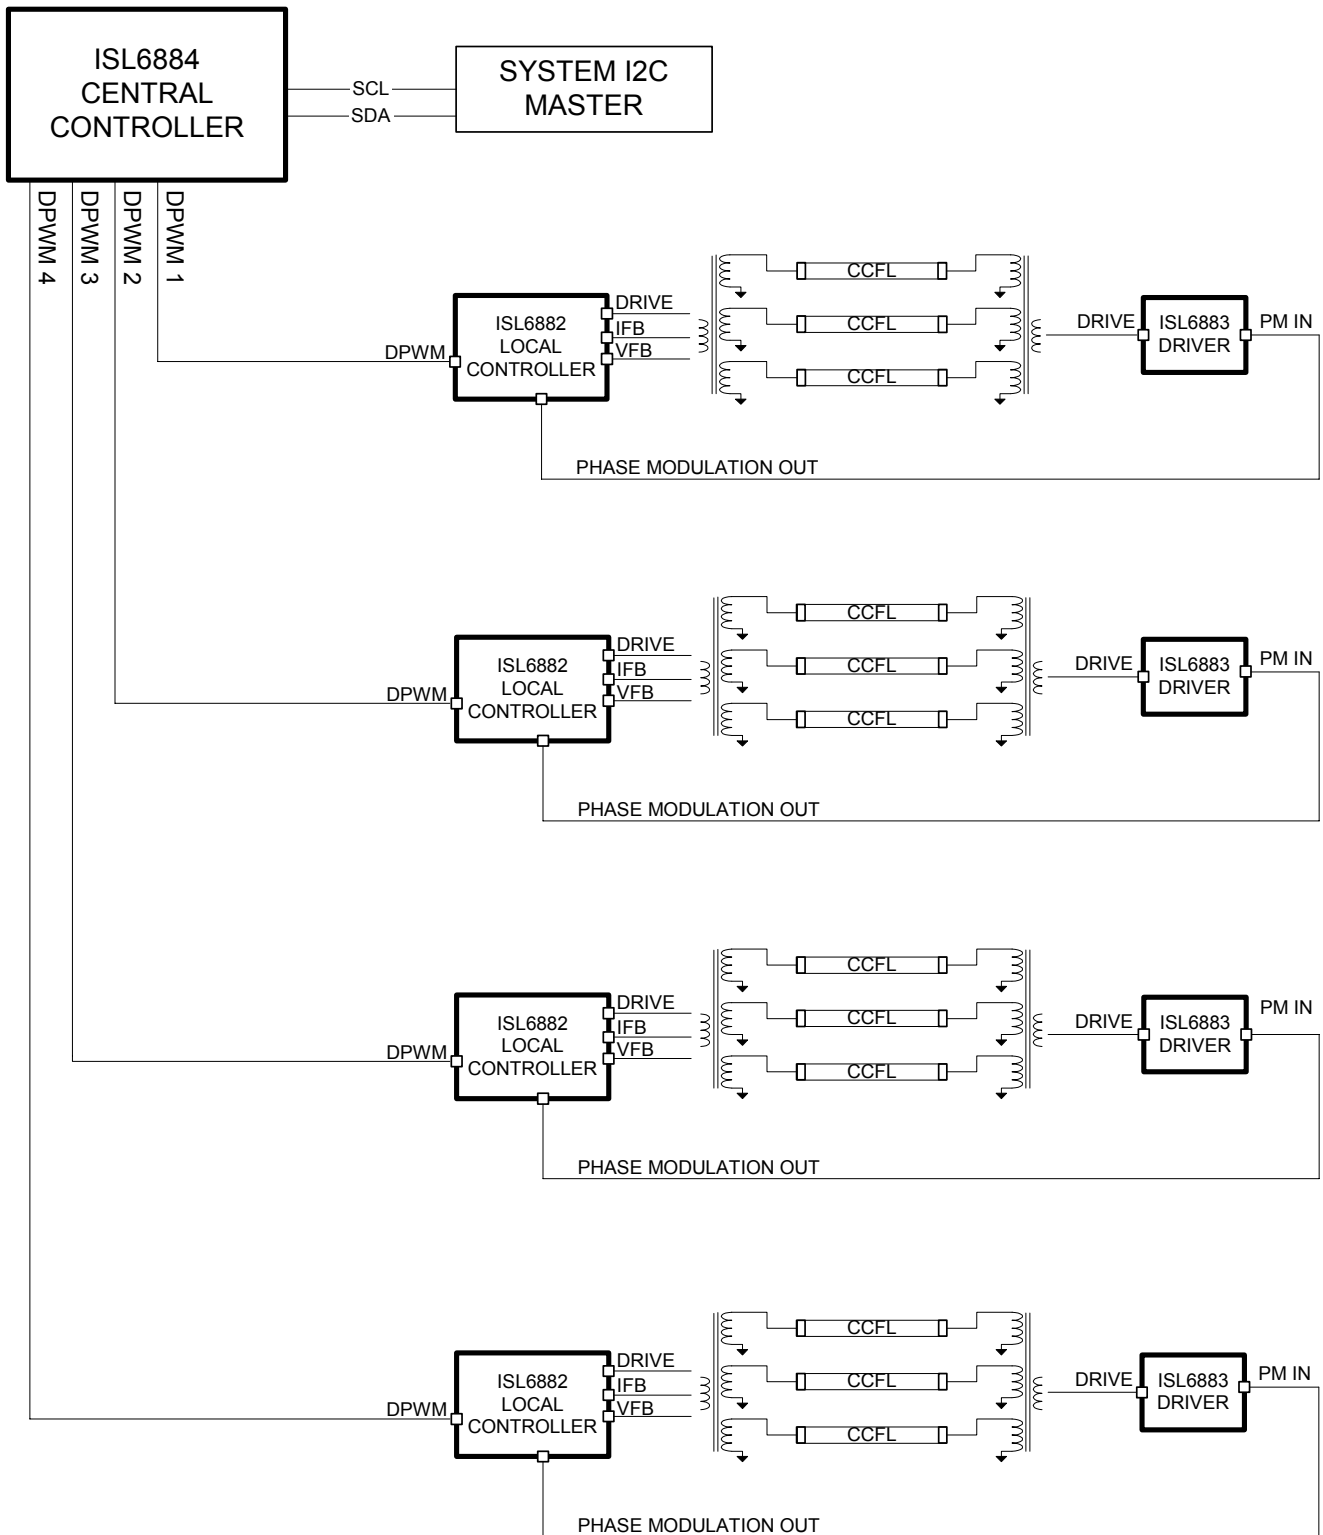 ISL6884
CENTRAL
CONTROLLER
SCL
SDA
SYSTEM I2C
MASTER
DPWM 4
DPWM 3
DPWM 2
DPWM 1
DPWM
ISL6882
LOCAL
CONTROLLER
DRIVE
IFB
VFB
CCFL
CCFL
CCFL
DRIVE
ISL6883
DRIVER
PM IN
PHASE MODULATION OUT
DPWM
ISL6882
LOCAL
CONTROLLER
DRIVE
IFB
VFB
CCFL
CCFL
CCFL
DRIVE
ISL6883
DRIVER
PM IN
PHASE MODULATION OUT
DPWM
ISL6882
LOCAL
CONTROLLER
DRIVE
IFB
VFB
CCFL
CCFL
CCFL
DRIVE
ISL6883
DRIVER
PM IN
PHASE MODULATION OUT
DPWM
ISL6882
LOCAL
CONTROLLER
DRIVE
IFB
VFB
CCFL
CCFL
CCFL
DRIVE
ISL6883
DRIVER
PM IN
PHASE MODULATION OUT